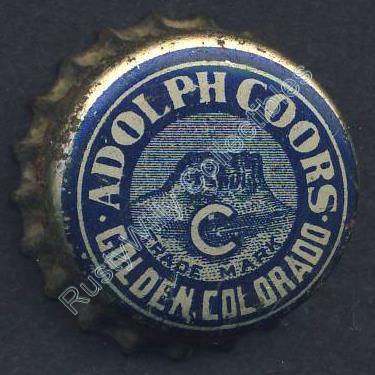 ADOLPH COORS
C
TRADE MARK
GOLDEN, COLORADO